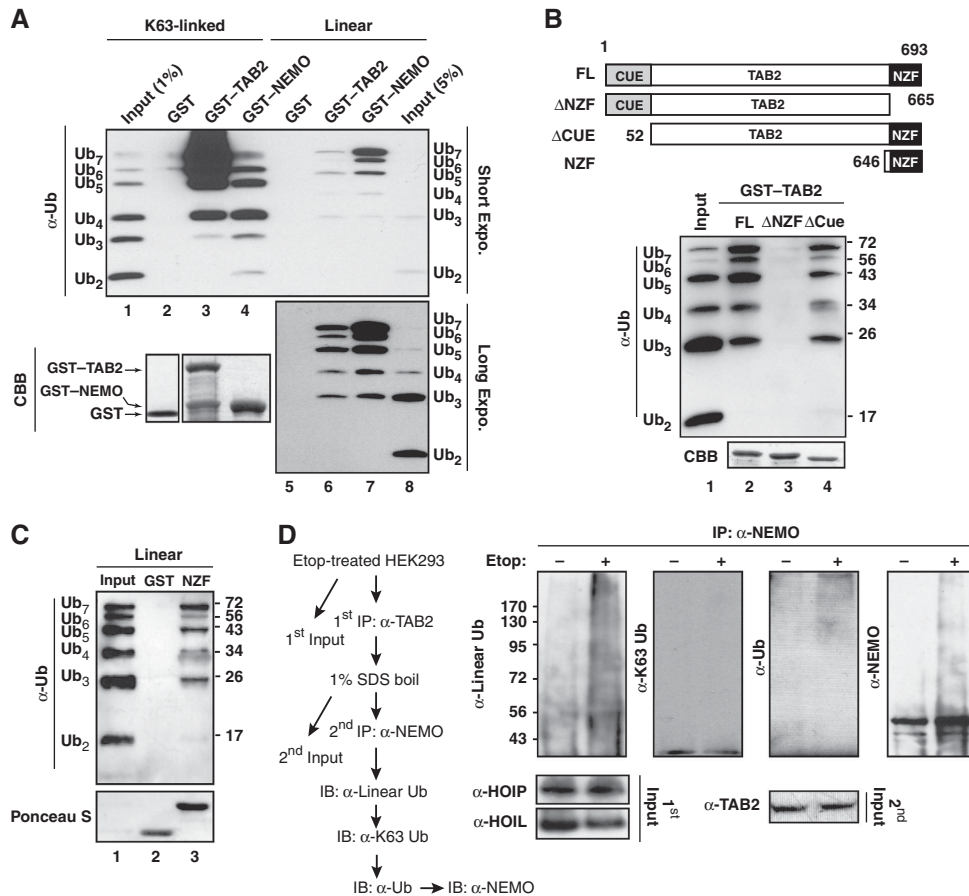 A
K63-linked
Linear
Input (1%)
GST
GST–TAB2
GST–NEMO
GST
GST–TAB2
GST–NEMO
Input (5%)
α-Ub
Ub7
Ub6
Ub5
Ub4
Ub3
Ub2
Ub7
Ub6
Ub5
Ub4
Ub3
Ub2
Short Expo.
1 2 3 4
CBB
GST–TAB2
GST–NEMO
GST
Ub7
Ub6
Ub5
Ub4
Ub3
Ub2
Long Expo.
5 6 7 8
B
1 693
FL CUE TAB2 NZF
ΔNZF CUE TAB2 665
ΔCUE 52 TAB2 NZF
NZF 646 NZF
Input
GST–TAB2
FL ΔNZF ΔCue
α-Ub
Ub7
Ub6
Ub5
Ub4
Ub3
Ub2
72
56
43
34
26
17
CBB
1 2 3 4
C
Linear
Input GST NZF
α-Ub
Ub7
Ub6
Ub5
Ub4
Ub3
Ub2
72
56
43
34
26
17
Ponceau S
1 2 3
D
Etop-treated HEK293
1st IP: α-TAB2
1st Input
1% SDS boil
2nd IP: α-NEMO
2nd Input
IB: α-Linear Ub
IB: α-K63 Ub
IB: α-Ub
IB: α-NEMO
IP: α-NEMO
Etop: – + – + – + – +
α-Linear Ub
170
130
95
72
56
43
α-K63 Ub
α-Ub
α-NEMO
α-HOIP
α-HOIL
1st Input
α-TAB2
2nd Input